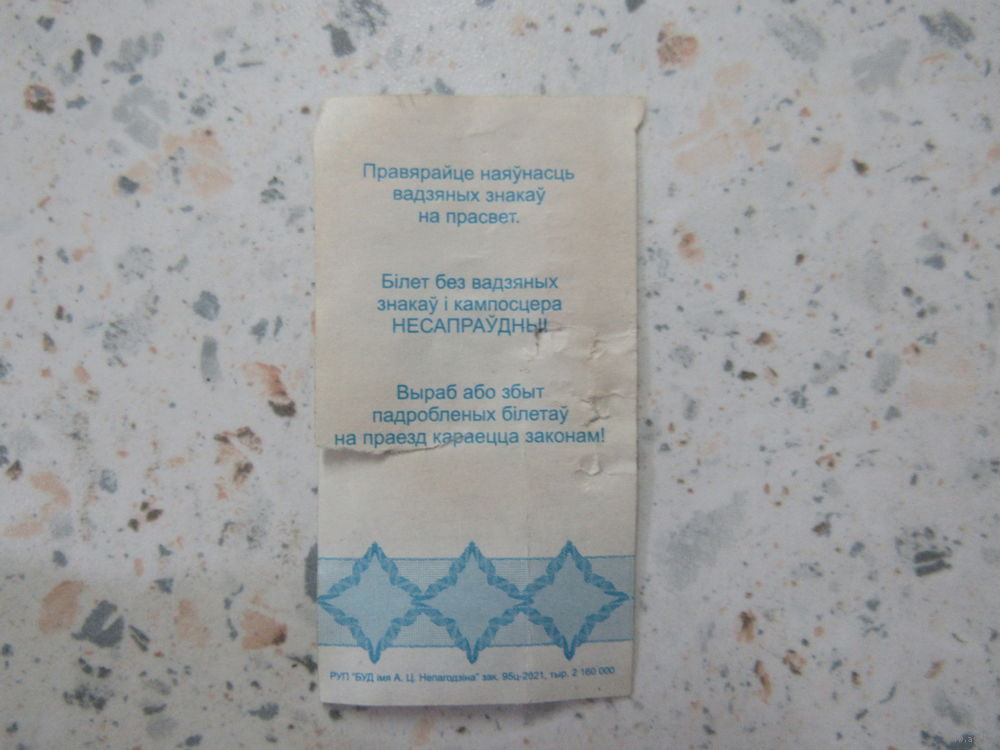 Правярайце наяўнасць
вадзяных знакаў
на прасвет.
Білет без вадзяных
знакаў і кампосцера
НЕСАПРАЎДНЫ!
Выраб або збыт
падробленых білетаў
на праезд караецца законам!
РУП "БУД імя А. Ц. Непагодзіна" зак. 95ц-2021, тыр. 2 160 000